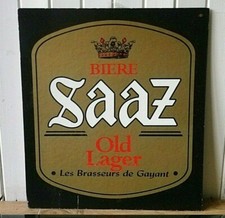 BIERE
Saaz
Old
Lager
• Les Brasseurs de Gayant •